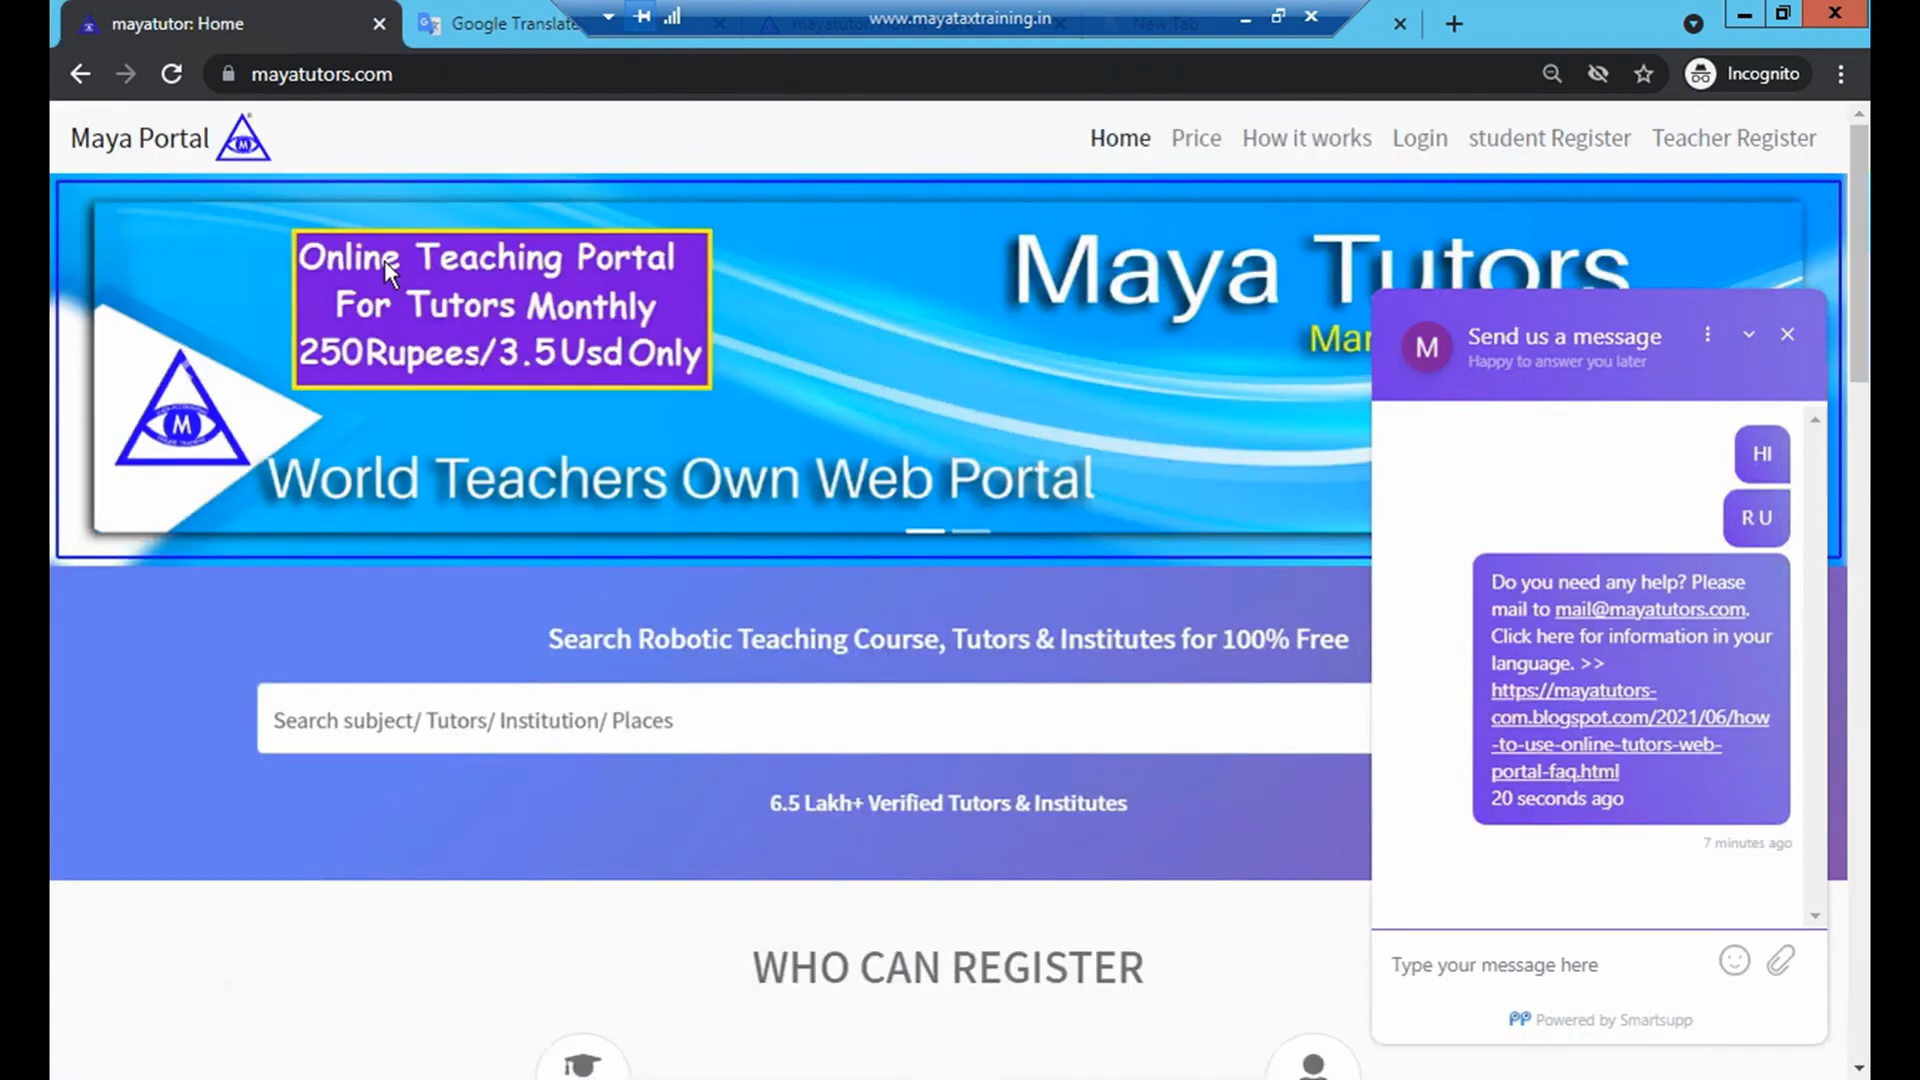 mayatutor: Home
Google Translate
www.mayataxtraining.in
New Tab
mayatutors.com
Incognito
Maya Portal
Home
Price
How it works
Login
student Register
Teacher Register
Online Teaching Portal
For Tutors Monthly
250Rupees/3.5Usd Only
Maya Tutors
Mar
M
World Teachers Own Web Portal
Search Robotic Teaching Course, Tutors & Institutes for 100% Free
Search subject/ Tutors/ Institution/ Places
6.5 Lakh+ Verified Tutors & Institutes
WHO CAN REGISTER
M
Send us a message
Happy to answer you later
HI
R U
Do you need any help? Please
mail to mail@mayatutors.com.
Click here for information in your
language. >>
https://mayatutors-
com.blogspot.com/2021/06/how
-to-use-online-tutors-web-
portal-faq.html
20 seconds ago
7 minutes ago
Type your message here
Powered by Smartsupp